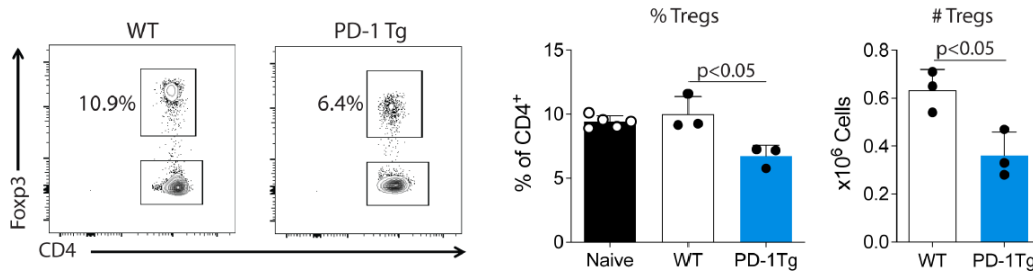 WT
PD-1 Tg
10.9%
6.4%
Foxp3
CD4
% Tregs
p<0.05
15
10
5
0
% of CD4⁺
Naive
WT
PD-1Tg
# Tregs
p<0.05
0.8
0.6
0.4
0.2
0.0
x10⁶ Cells
WT
PD-1Tg